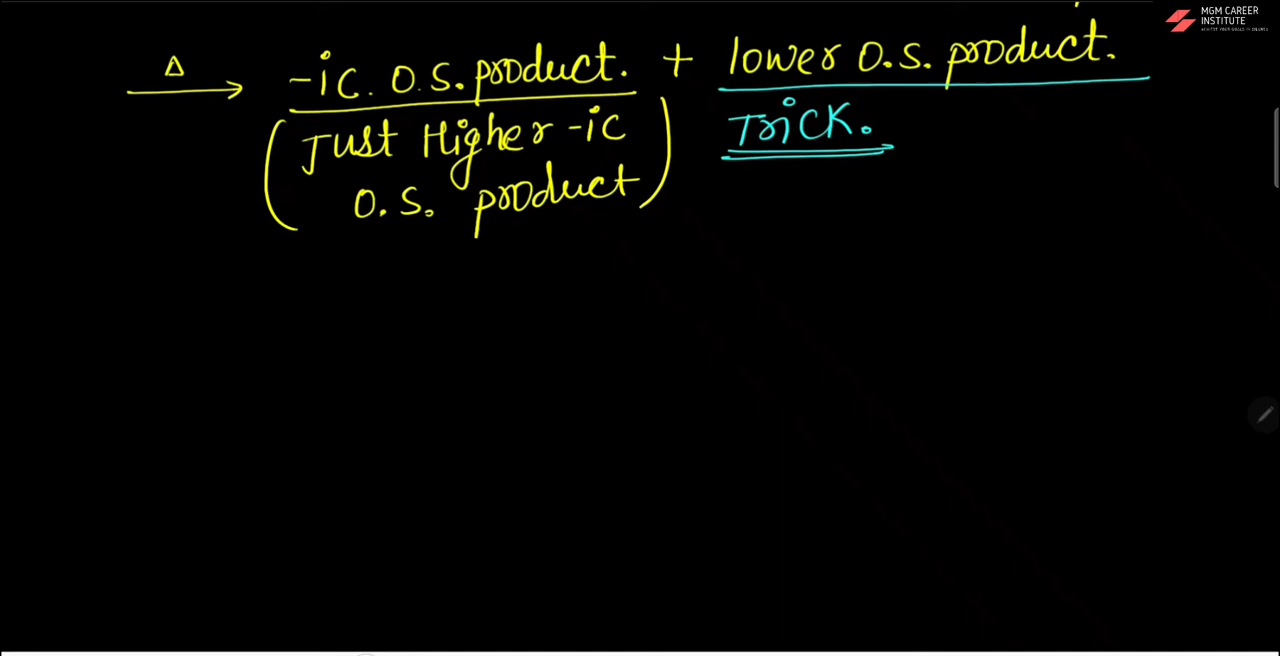 MGM CAREER
INSTITUTE
Δ → -ic. O.S. product. + lower O.S. product.
(Just Higher -ic
O.S. product)
Trick.